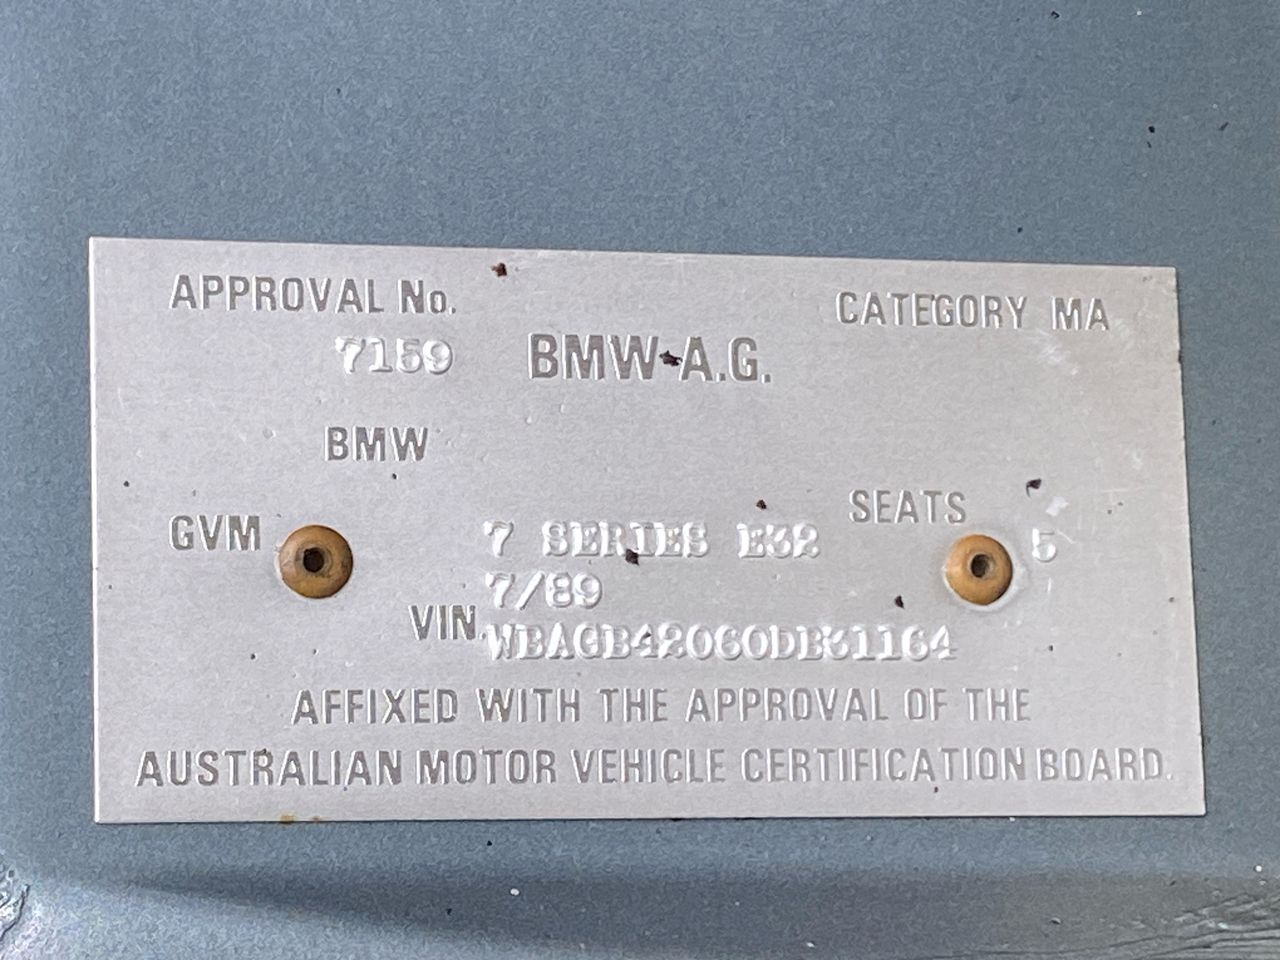 APPROVAL No. CATEGORY MA
7159 BMW A.G.
BMW
GVM 7 SERIES E32 SEATS 5
7/89
VIN. WBAGB42060DB31164
AFFIXED WITH THE APPROVAL OF THE
AUSTRALIAN MOTOR VEHICLE CERTIFICATION BOARD.